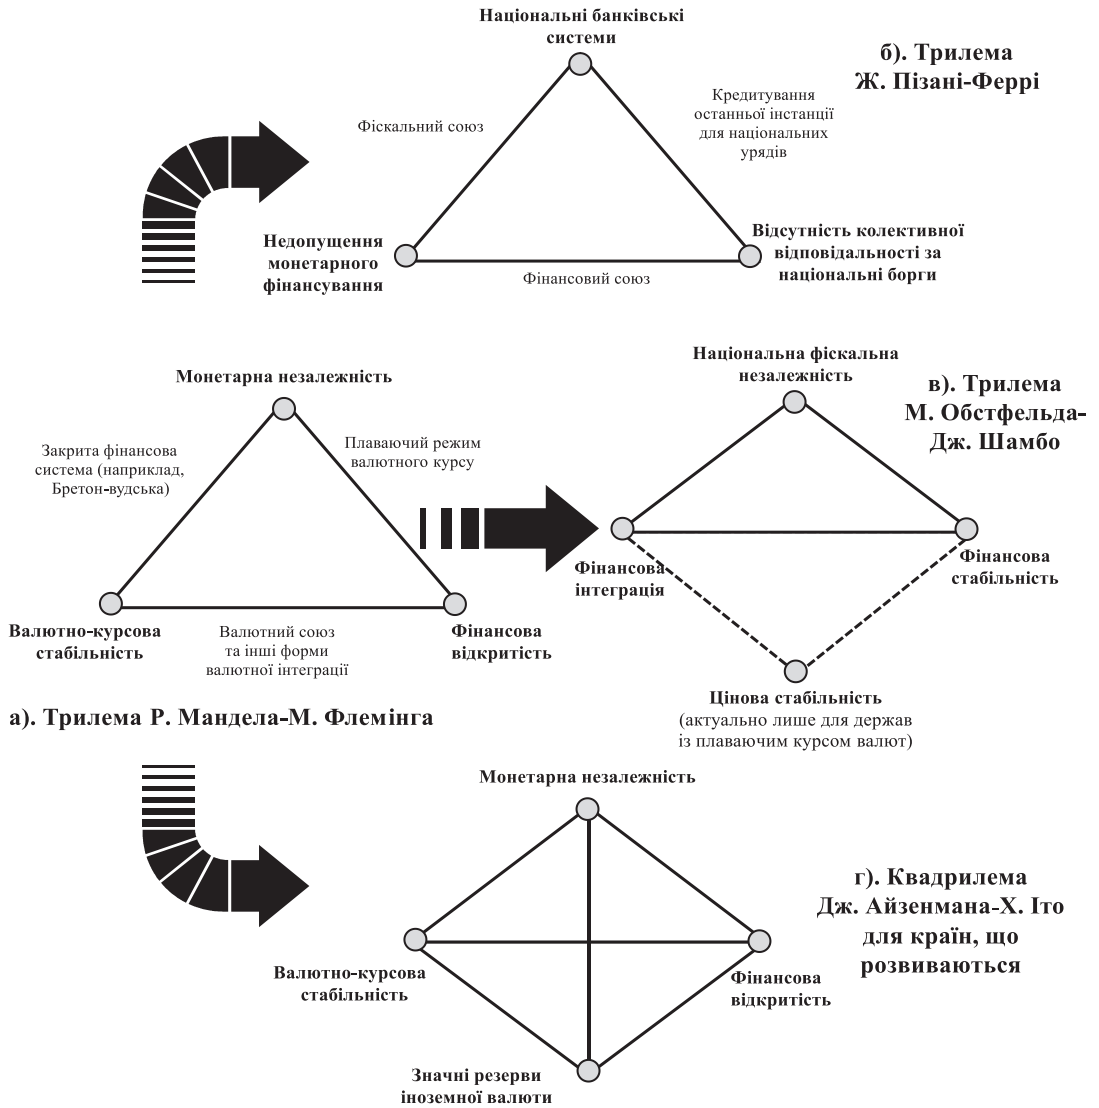 Національні банківські
системи
б). Трилема
Ж. Пізані-Феррі
Фіскальний союз
Кредитування
останньої інстанції
для національних
урядів
Недопущення
монетарного
фінансування
Відсутність колективної
відповідальності за
національні борги
Фінансовий союз
Монетарна незалежність
Закрита фінансова
система (наприклад,
Бретон-вудська)
Плаваючий режим
валютного курсу
Валютно-курсова
стабільність
Валютний союз
та інші форми
валютної інтеграції
Фінансова
відкритість
а). Трилема Р. Мандела-М. Флемінга
Національна фіскальна
незалежність
в). Трилема
М. Обстфельда-
Дж. Шамбо
Фінансова
інтеграція
Фінансова
стабільність
Цінова стабільність
(актуально лише для держав
із плаваючим курсом валют)
Монетарна незалежність
г). Квадрилема
Дж. Айзенмана-Х. Іто
для країн, що
розвиваються
Валютно-курсова
стабільність
Фінансова
відкритість
Значні резерви
іноземної валюти